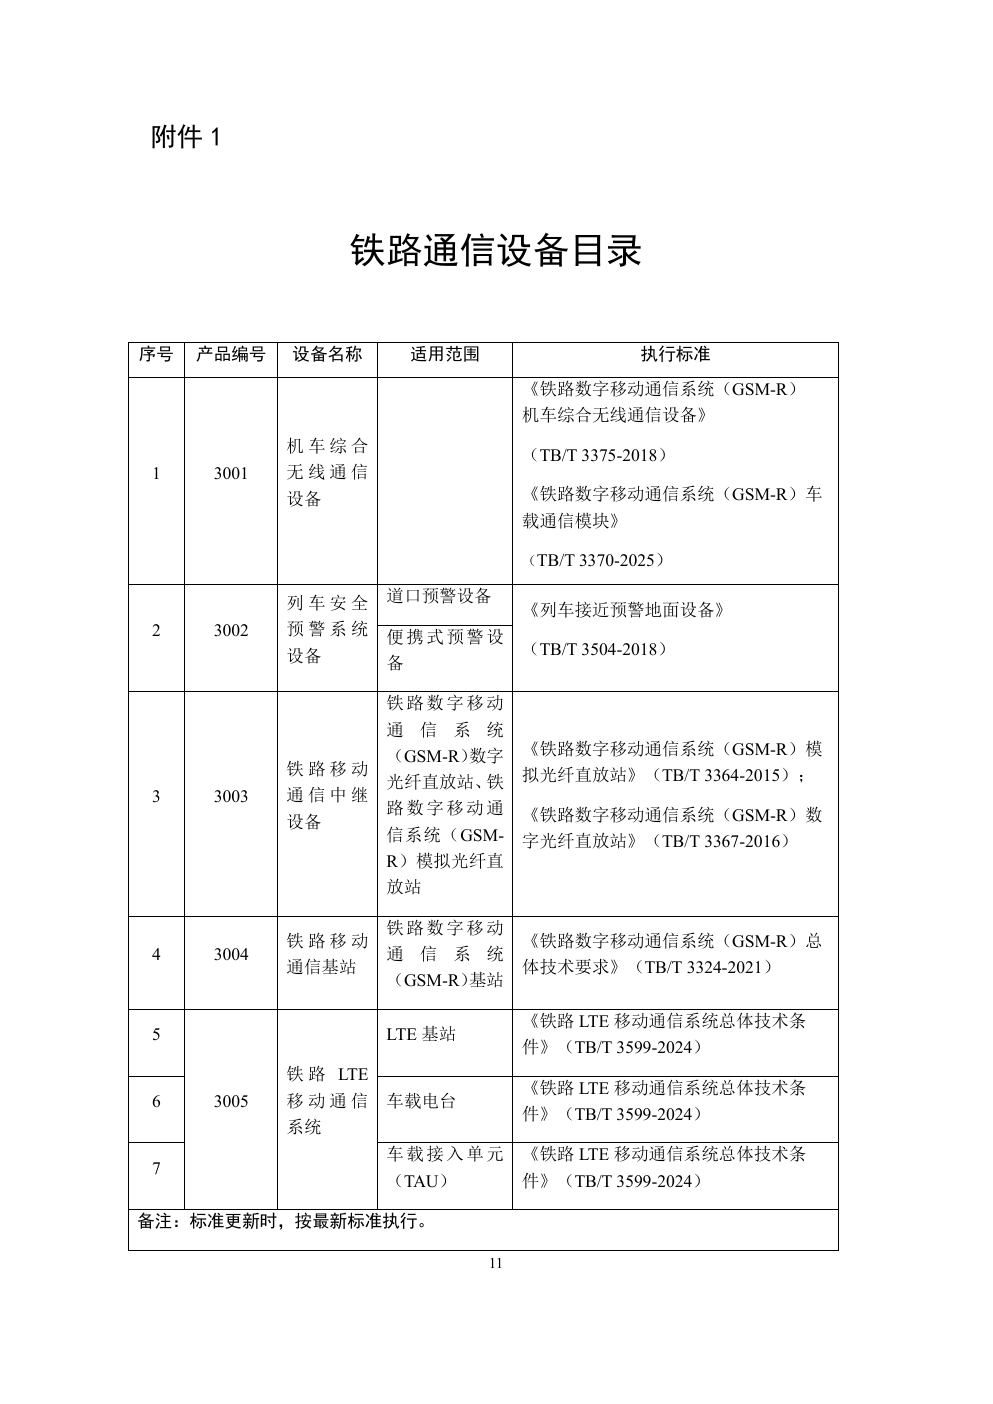 附件 1
铁路通信设备目录
序号 产品编号 设备名称 适用范围 执行标准
1
3001
机车综合
无线通信
设备
《铁路数字移动通信系统（GSM-R）
机车综合无线通信设备》
（TB/T 3375-2018）
《铁路数字移动通信系统（GSM-R）车
载通信模块》
（TB/T 3370-2025）
2
3002
列车安全
预警系统
设备
道口预警设备
便携式预警设
备
《列车接近预警地面设备》
（TB/T 3504-2018）
3
3003
铁路移动
通信中继
设备
铁路数字移动
通信系统
（GSM-R）数字
光纤直放站、铁
路数字移动通
信系统（GSM-
R）模拟光纤直
放站
《铁路数字移动通信系统（GSM-R）模
拟光纤直放站》（TB/T 3364-2015）；
《铁路数字移动通信系统（GSM-R）数
字光纤直放站》（TB/T 3367-2016）
4
3004
铁路移动
通信基站
铁路数字移动
通信系统
（GSM-R）基站
《铁路数字移动通信系统（GSM-R）总
体技术要求》（TB/T 3324-2021）
5
3005
铁路 LTE
移动通信
系统
LTE 基站
《铁路 LTE 移动通信系统总体技术条
件》（TB/T 3599-2024）
6
车载电台
《铁路 LTE 移动通信系统总体技术条
件》（TB/T 3599-2024）
7
车载接入单元
（TAU）
《铁路 LTE 移动通信系统总体技术条
件》（TB/T 3599-2024）
备注：标准更新时，按最新标准执行。
11